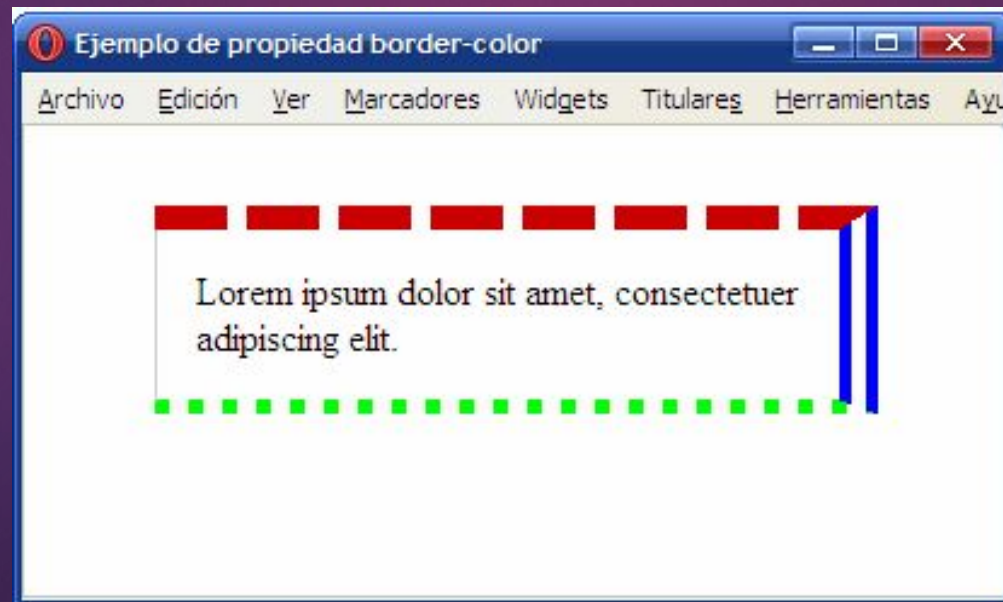 Ejemplo de propiedad border-color
Archivo Edición Ver Marcadores Widgets Titulares Herramientas Ayu
Lorem ipsum dolor sit amet, consectetuer
adipiscing elit.